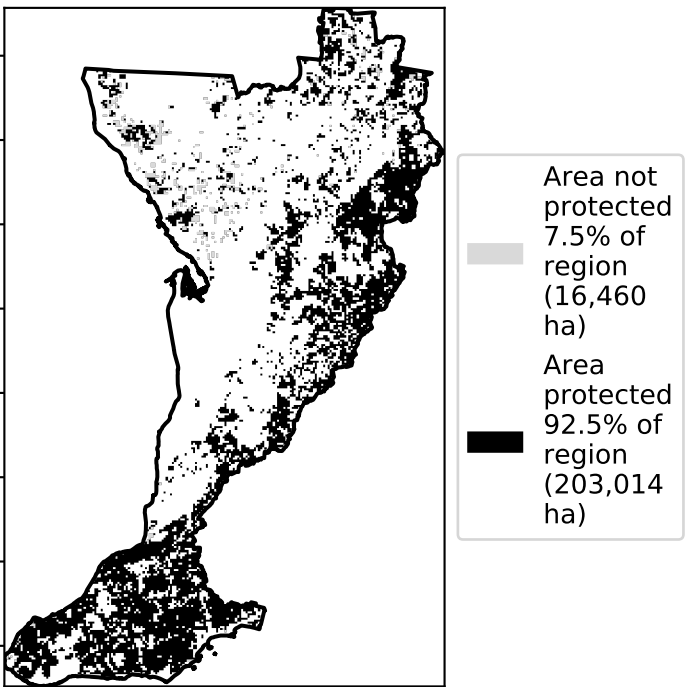 Area not
protected
7.5% of
region
(16,460
ha)
Area
protected
92.5% of
region
(203,014
ha)